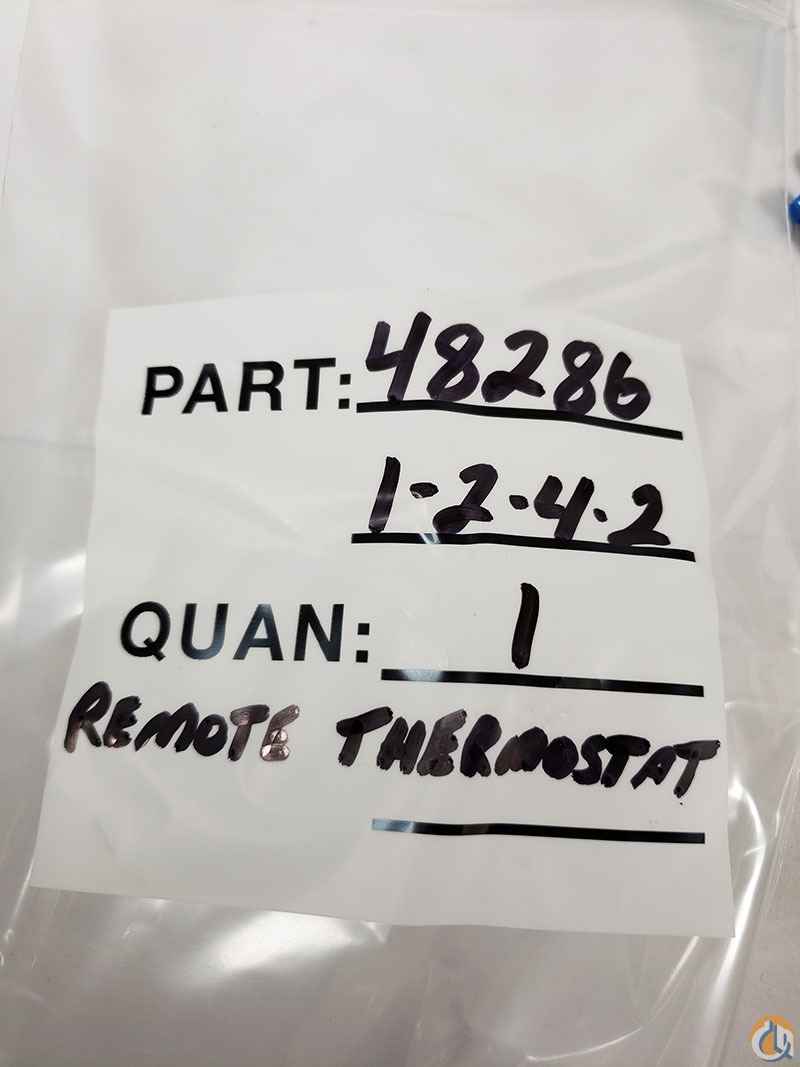 PART: 48286
1-2-4-2
QUAN: 1
REMOTE THERMOSTAT